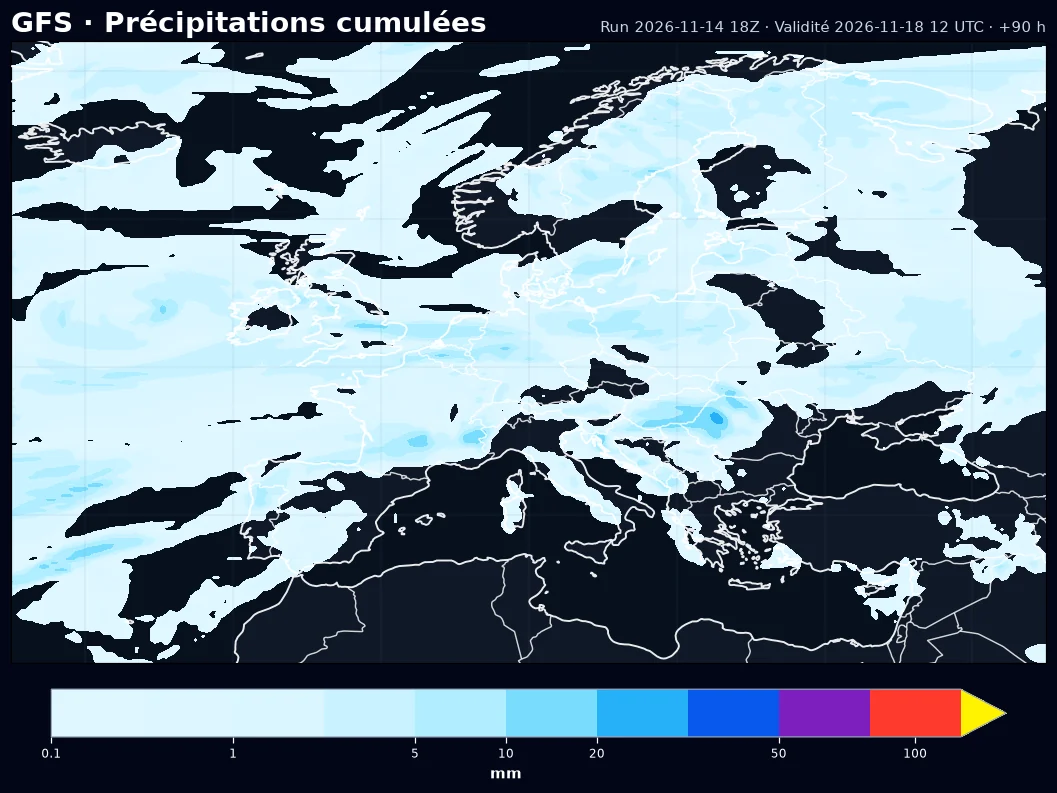 GFS · Précipitations cumulées
Run 2026-11-14 18Z · Validité 2026-11-18 12 UTC · +90 h
0.1 1 5 10 20 50 100
mm